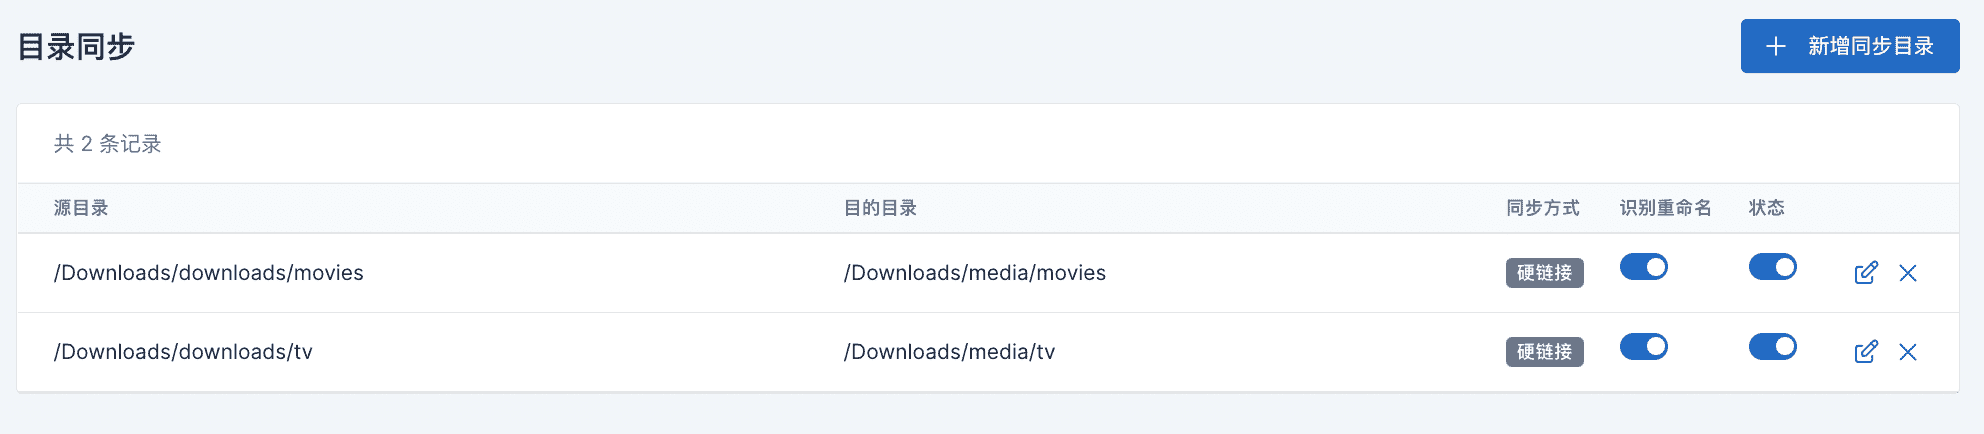 目录同步
新增同步目录
共 2 条记录
源目录 目的目录 同步方式 识别重命名 状态
/Downloads/downloads/movies /Downloads/media/movies 硬链接
/Downloads/downloads/tv /Downloads/media/tv 硬链接